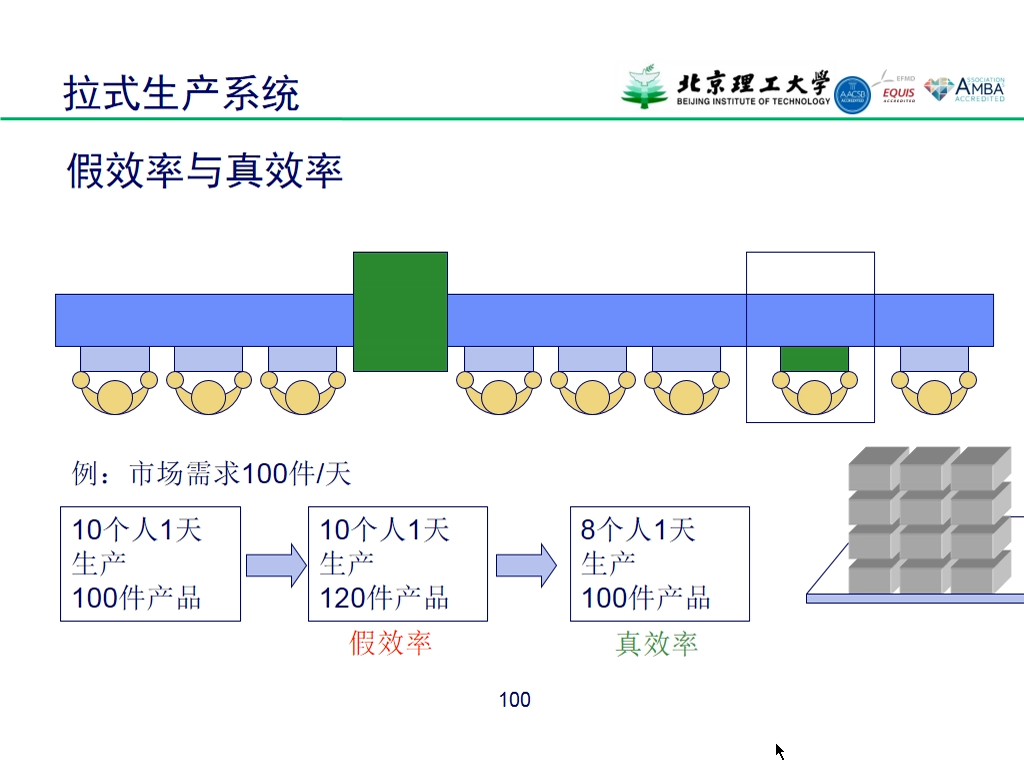 拉式生产系统
北京理工大学
BEIJING INSTITUTE OF TECHNOLOGY
AACSB
ACCREDITED
EFMD
EQUIS
ACCREDITED
ASSOCIATION
AMBA
ACCREDITED
假效率与真效率
例：市场需求100件/天
10个人1天
生产
100件产品
10个人1天
生产
120件产品
8个人1天
生产
100件产品
假效率
真效率
100